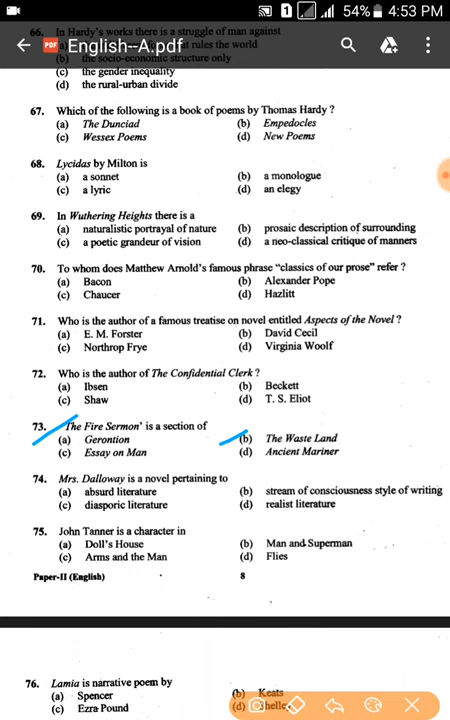 1 54% 4:53 PM
66. In Hardy's works there is a struggle of man against
PDF English--A.pdf
(a) that rules the world
(b) the socio-economic structure only
(c) the gender inequality
(d) the rural-urban divide
67. Which of the following is a book of poems by Thomas Hardy ?
(a) The Dunciad (b) Empedocles
(c) Wessex Poems (d) New Poems
68. Lycidas by Milton is
(a) a sonnet (b) a monologue
(c) a lyric (d) an elegy
69. In Wuthering Heights there is a
(a) naturalistic portrayal of nature (b) prosaic description of surrounding
(c) a poetic grandeur of vision (d) a neo-classical critique of manners
70. To whom does Matthew Arnold's famous phrase "classics of our prose" refer ?
(a) Bacon (b) Alexander Pope
(c) Chaucer (d) Hazlitt
71. Who is the author of a famous treatise on novel entitled Aspects of the Novel ?
(a) E. M. Forster (b) David Cecil
(c) Northrop Frye (d) Virginia Woolf
72. Who is the author of The Confidential Clerk ?
(a) Ibsen (b) Beckett
(c) Shaw (d) T. S. Eliot
73. 'The Fire Sermon' is a section of
(a) Gerontion (b) The Waste Land
(c) Essay on Man (d) Ancient Mariner
74. Mrs. Dalloway is a novel pertaining to
(a) absurd literature (b) stream of consciousness style of writing
(c) diasporic literature (d) realist literature
75. John Tanner is a character in
(a) Doll's House (b) Man and Superman
(c) Arms and the Man (d) Flies
Paper-II (English) 8
76. Lamia is narrative poem by
(a) Spencer (b) Keats
(c) Ezra Pound (d) Shelley